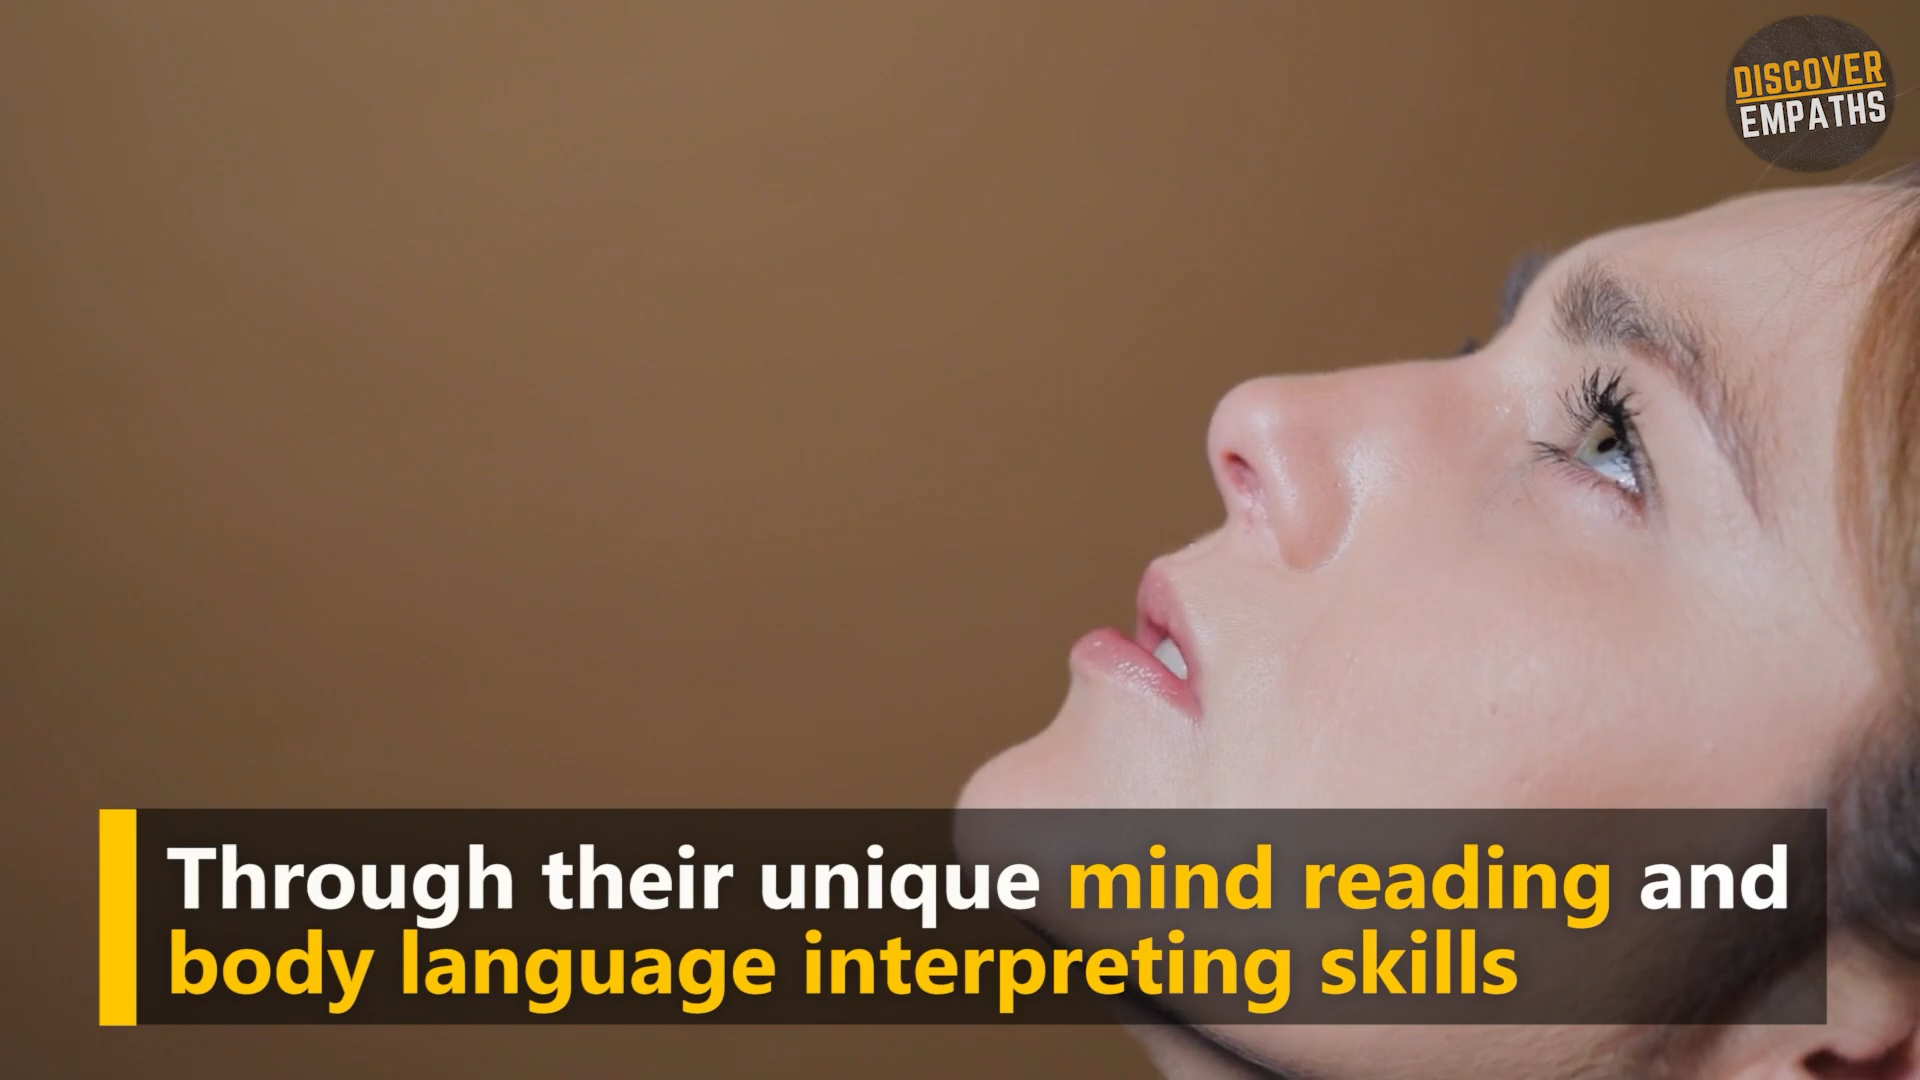 DISCOVER
EMPATHS
Through their unique mind reading and
body language interpreting skills